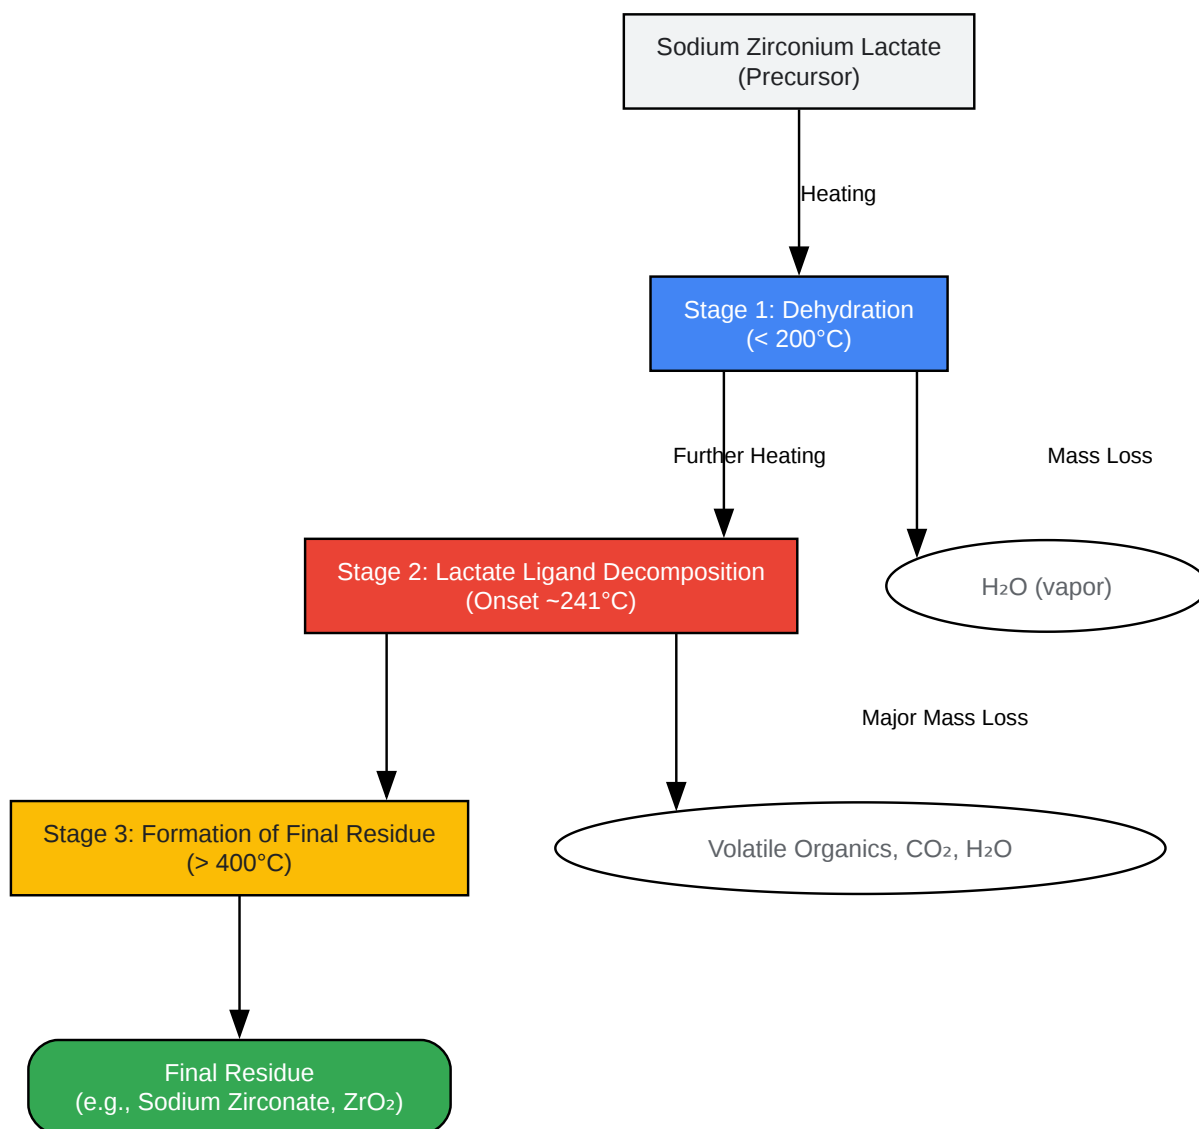 Sodium Zirconium Lactate
(Precursor)
Heating
Stage 1: Dehydration
(< 200°C)
Further Heating
Mass Loss
Stage 2: Lactate Ligand Decomposition
(Onset ~241°C)
H₂O (vapor)
Major Mass Loss
Stage 3: Formation of Final Residue
(> 400°C)
Volatile Organics, CO₂, H₂O
Final Residue
(e.g., Sodium Zirconate, ZrO₂)